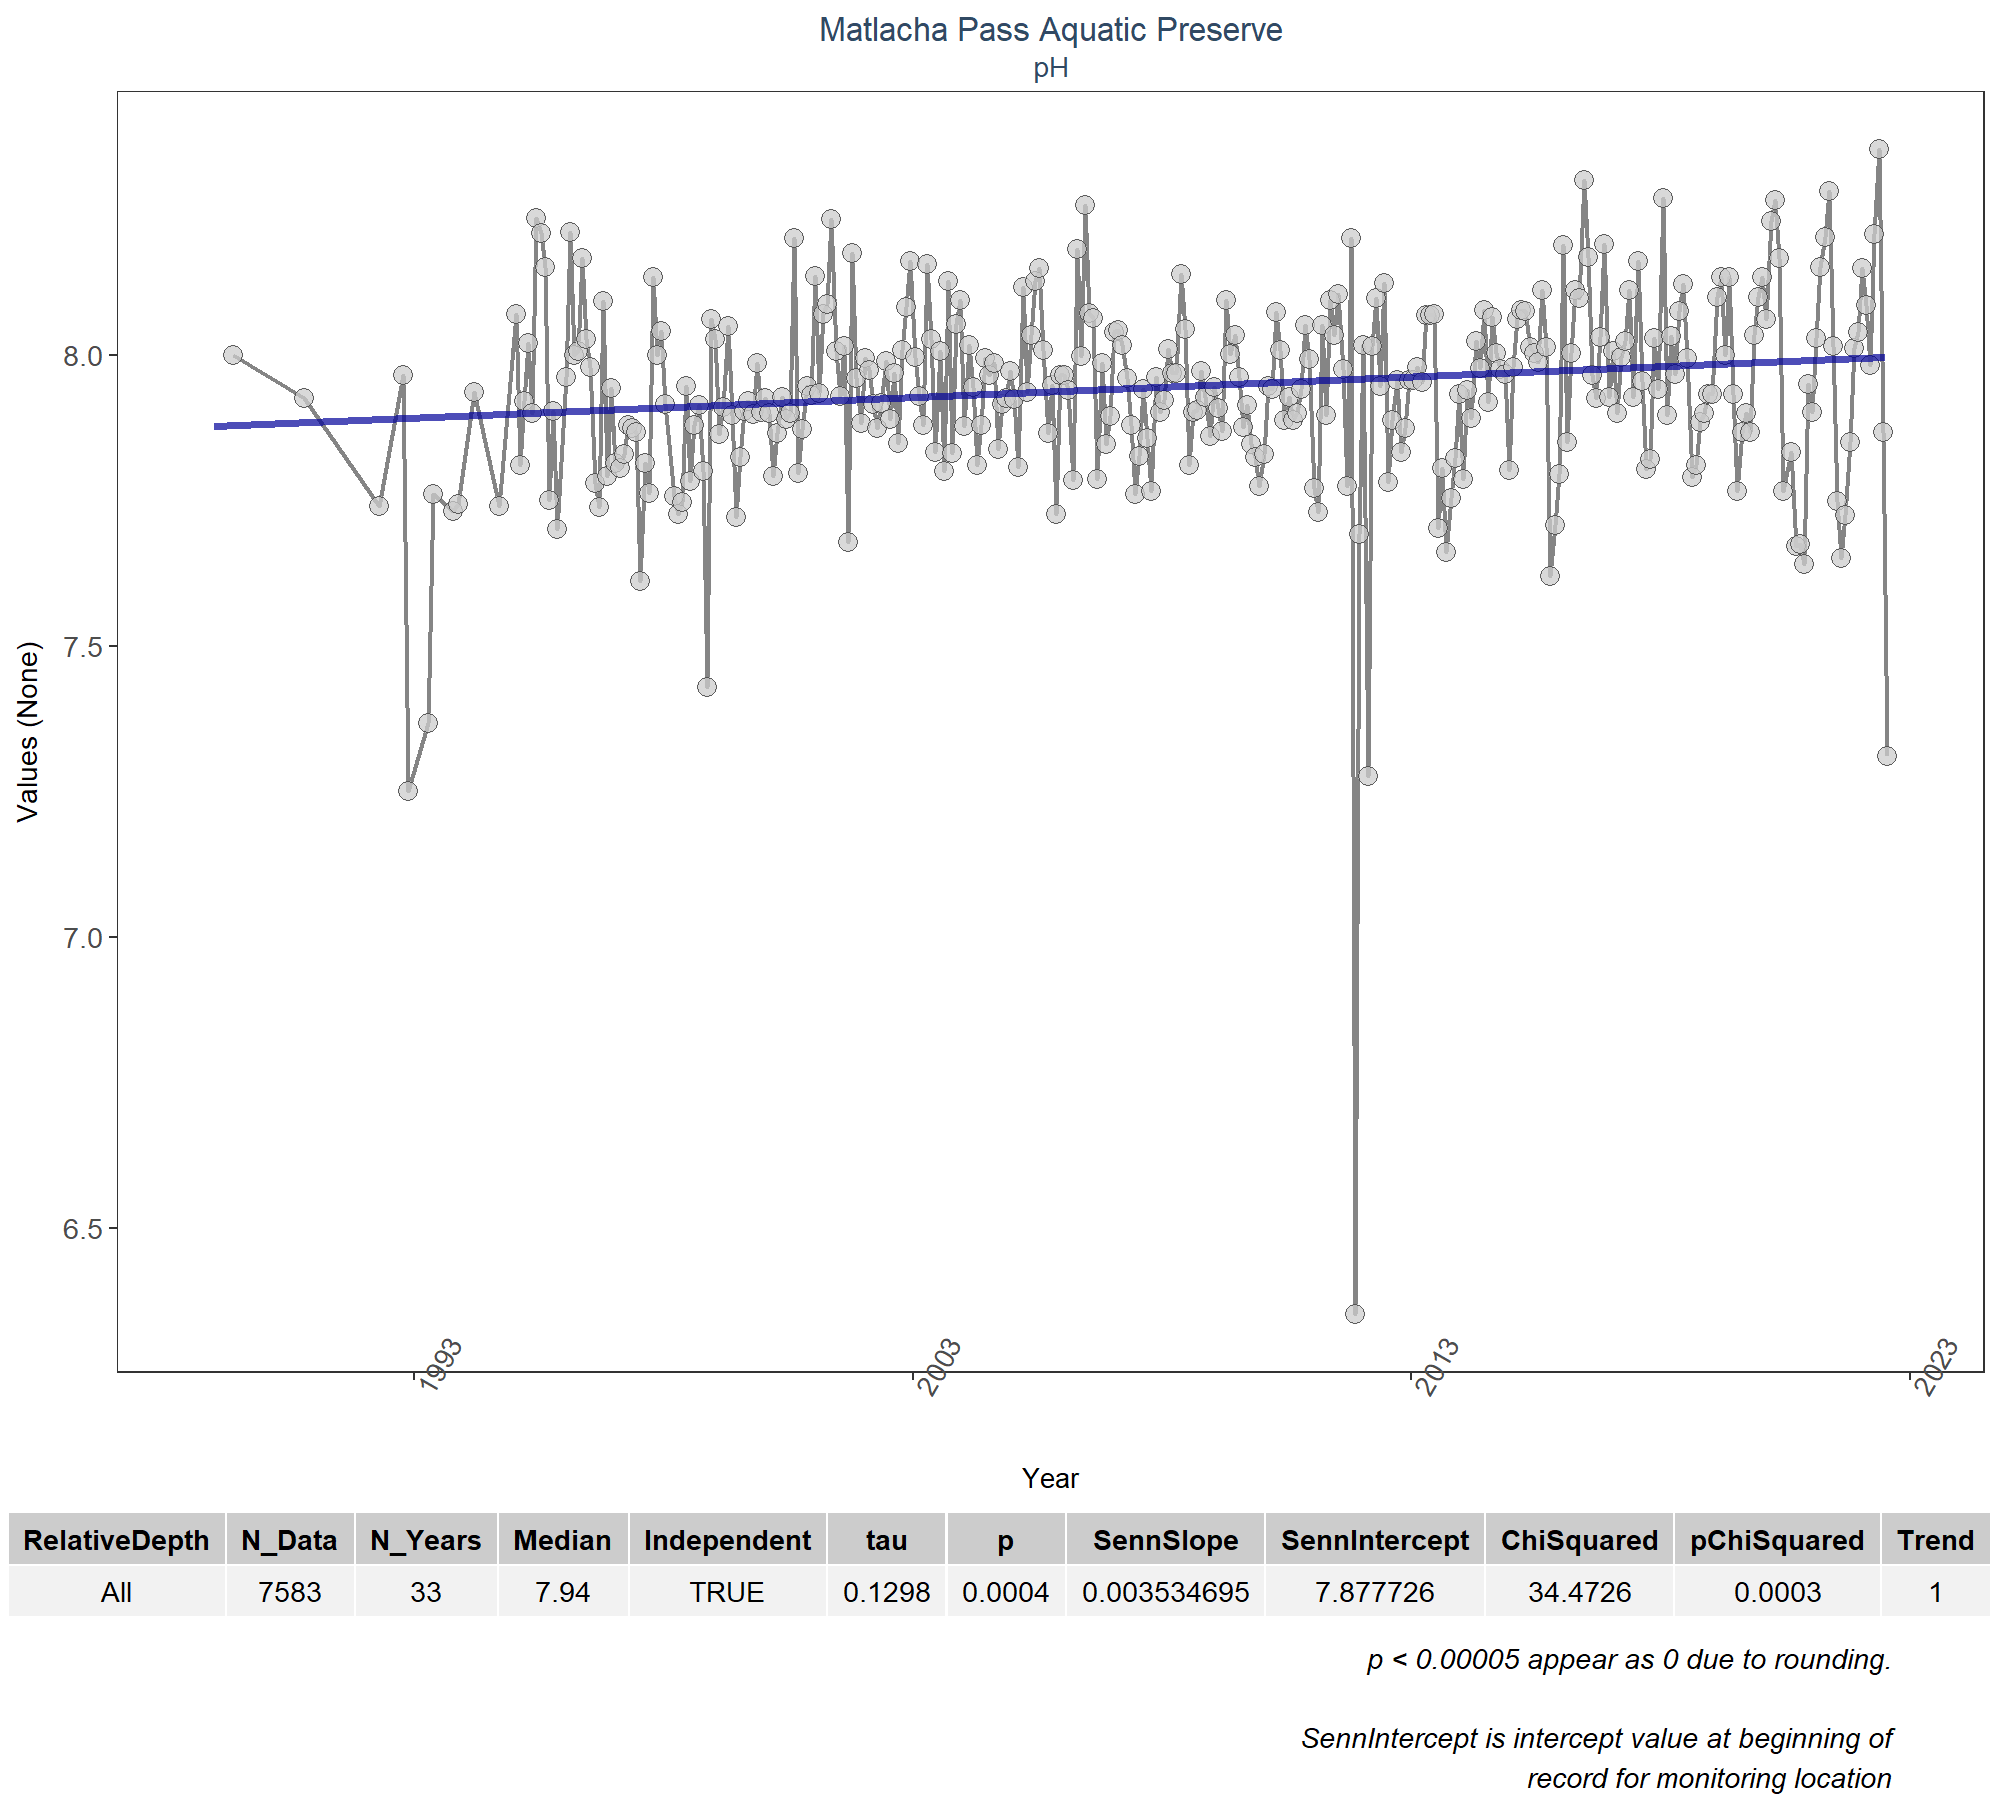 Matlacha Pass Aquatic Preserve
pH
Values (None)
8.0
7.5
7.0
6.5
1993
2003
2013
2023
Year
RelativeDepth N_Data N_Years Median Independent tau p SennSlope SennIntercept ChiSquared pChiSquared Trend
All 7583 33 7.94 TRUE 0.1298 0.0004 0.003534695 7.877726 34.4726 0.0003 1
p < 0.00005 appear as 0 due to rounding.
SennIntercept is intercept value at beginning of
record for monitoring location